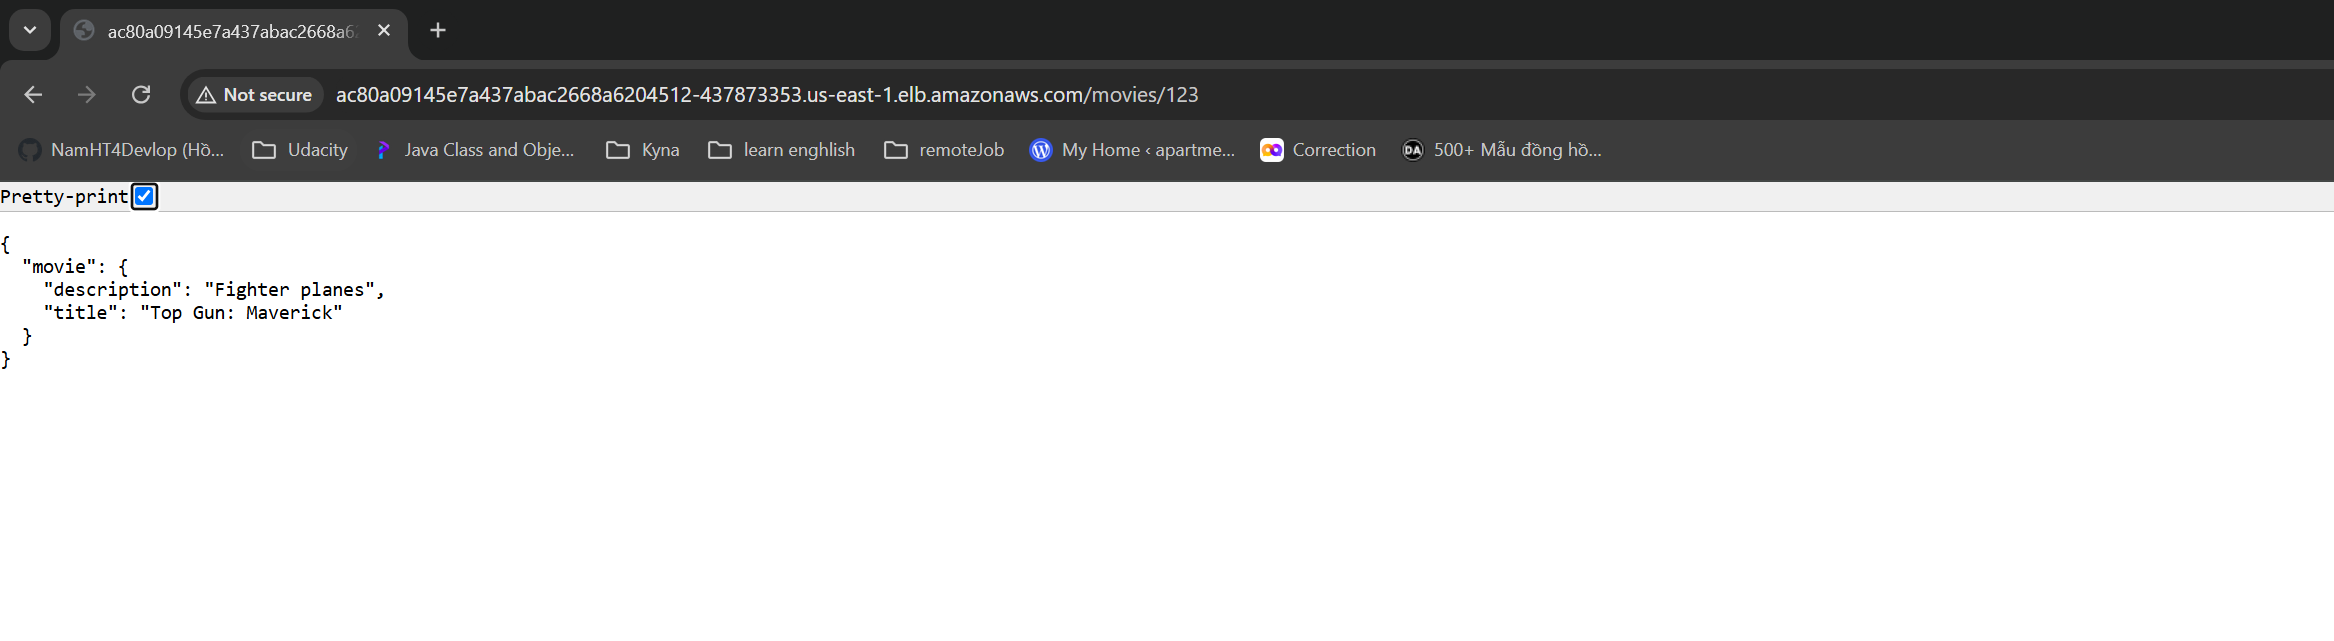 ac80a09145e7a437abac2668a6
Not secure ac80a09145e7a437abac2668a6204512-437873353.us-east-1.elb.amazonaws.com/movies/123
NamHT4Devlop (Hồ... Udacity Java Class and Obje... Kyna learn enghlish remoteJob My Home ‹ apartme... Correction DA 500+ Mẫu đồng hồ...
Pretty-print
{
  "movie": {
    "description": "Fighter planes",
    "title": "Top Gun: Maverick"
  }
}